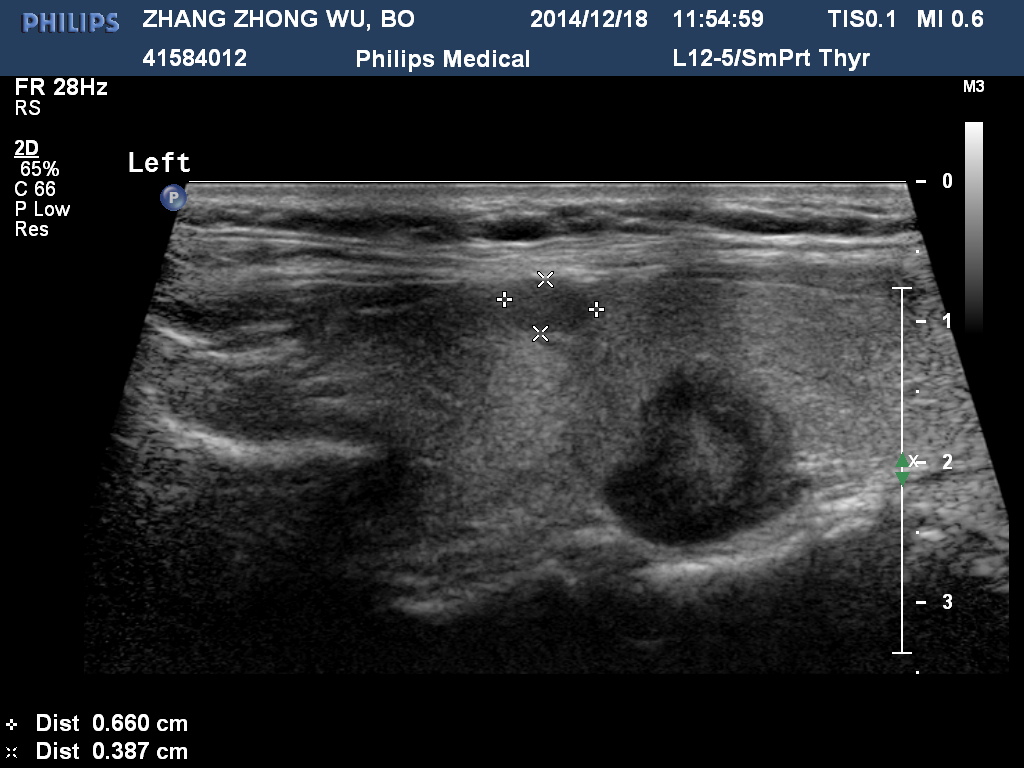 PHILIPS ZHANG ZHONG WU, BO 2014/12/18 11:54:59 TIS0.1 MI 0.6
41584012 Philips Medical L12-5/SmPrt Thyr
FR 28Hz M3
RS
2D
65%
C 66
P Low
Res
Left
P
0
1
X 2
3
Dist 0.660 cm
Dist 0.387 cm